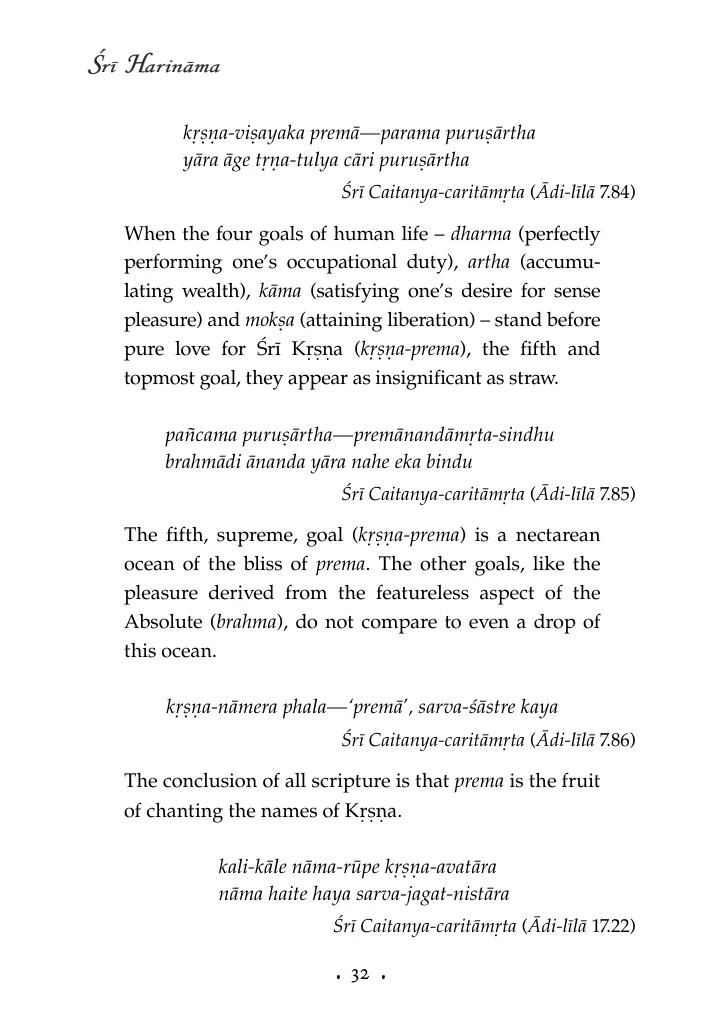 Śrī Harināma
kṛṣṇa-viṣayaka premā—parama puruṣārtha
yāra āge tṛṇa-tulya cāri puruṣārtha
Śrī Caitanya-caritāmṛta (Ādi-līlā 7.84)
When the four goals of human life – dharma (perfectly
performing one’s occupational duty), artha (accumu-
lating wealth), kāma (satisfying one’s desire for sense
pleasure) and mokṣa (attaining liberation) – stand before
pure love for Śrī Kṛṣṇa (kṛṣṇa-prema), the fifth and
topmost goal, they appear as insignificant as straw.
pañcama puruṣārtha—premānandāmṛta-sindhu
brahmādi ānanda yāra nahe eka bindu
Śrī Caitanya-caritāmṛta (Ādi-līlā 7.85)
The fifth, supreme, goal (kṛṣṇa-prema) is a nectarean
ocean of the bliss of prema. The other goals, like the
pleasure derived from the featureless aspect of the
Absolute (brahma), do not compare to even a drop of
this ocean.
kṛṣṇa-nāmera phala—‘premā’, sarva-śāstre kaya
Śrī Caitanya-caritāmṛta (Ādi-līlā 7.86)
The conclusion of all scripture is that prema is the fruit
of chanting the names of Kṛṣṇa.
kali-kāle nāma-rūpe kṛṣṇa-avatāra
nāma haite haya sarva-jagat-nistāra
Śrī Caitanya-caritāmṛta (Ādi-līlā 17.22)
• 32 •